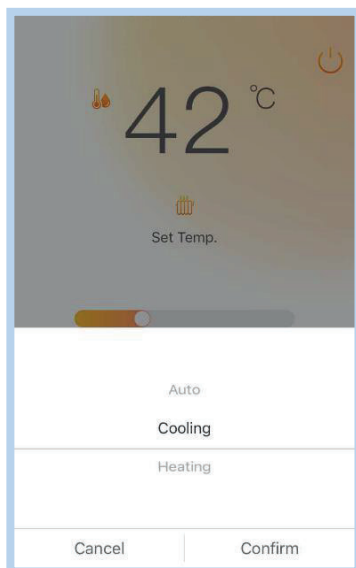 42 °C
Set Temp.
Auto
Cooling
Heating
Cancel Confirm